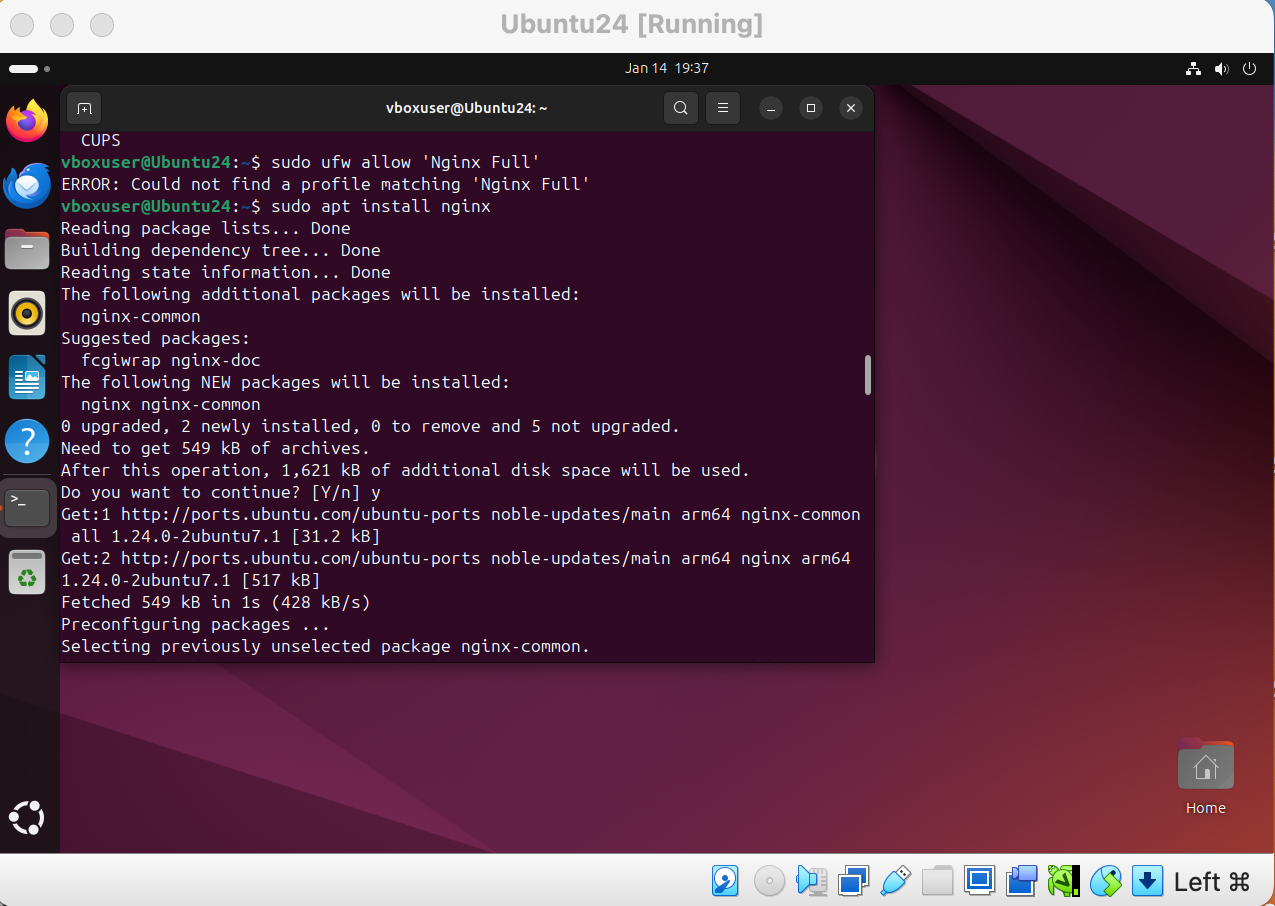 Ubuntu24 [Running]
Jan 14 19:37
vboxuser@Ubuntu24: ~
CUPS
vboxuser@Ubuntu24:~$ sudo ufw allow 'Nginx Full'
ERROR: Could not find a profile matching 'Nginx Full'
vboxuser@Ubuntu24:~$ sudo apt install nginx
Reading package lists... Done
Building dependency tree... Done
Reading state information... Done
The following additional packages will be installed:
nginx-common
Suggested packages:
fcgiwrap nginx-doc
The following NEW packages will be installed:
nginx nginx-common
0 upgraded, 2 newly installed, 0 to remove and 5 not upgraded.
Need to get 549 kB of archives.
After this operation, 1,621 kB of additional disk space will be used.
Do you want to continue? [Y/n] y
Get:1 http://ports.ubuntu.com/ubuntu-ports noble-updates/main arm64 nginx-common
all 1.24.0-2ubuntu7.1 [31.2 kB]
Get:2 http://ports.ubuntu.com/ubuntu-ports noble-updates/main arm64 nginx arm64
1.24.0-2ubuntu7.1 [517 kB]
Fetched 549 kB in 1s (428 kB/s)
Preconfiguring packages ...
Selecting previously unselected package nginx-common.
Home
Left ⌘